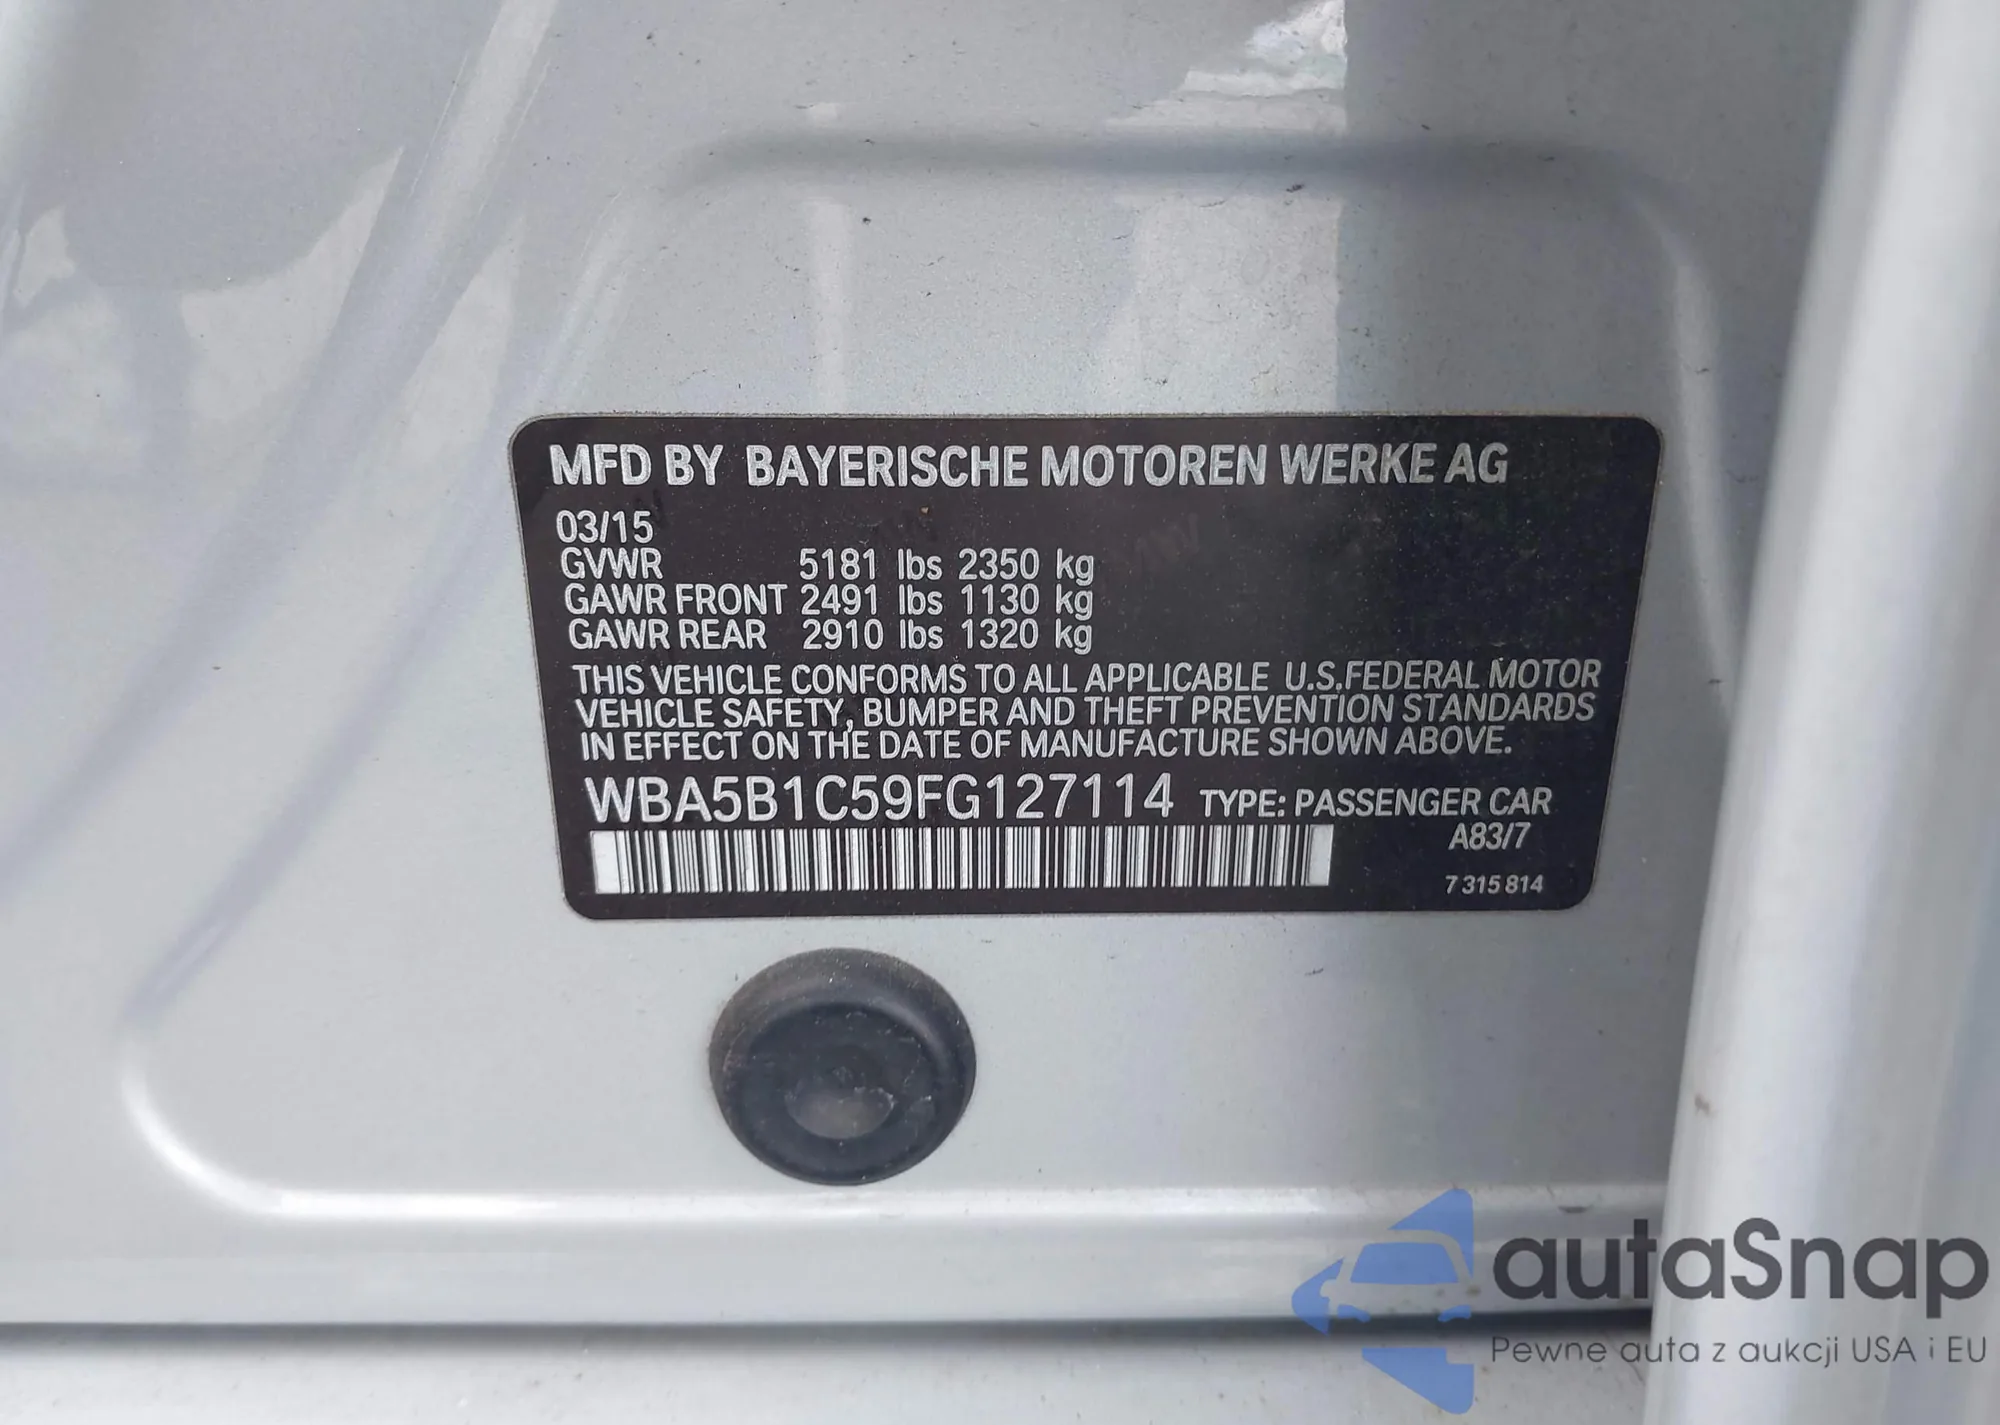 MFD BY BAYERISCHE MOTOREN WERKE AG
03/15
GVWR 5181 lbs 2350 kg
GAWR FRONT 2491 lbs 1130 kg
GAWR REAR 2910 lbs 1320 kg
THIS VEHICLE CONFORMS TO ALL APPLICABLE U.S.FEDERAL MOTOR
VEHICLE SAFETY, BUMPER AND THEFT PREVENTION STANDARDS
IN EFFECT ON THE DATE OF MANUFACTURE SHOWN ABOVE.
WBA5B1C59FG127114 TYPE: PASSENGER CAR
A83/7
7 315 814
autaSnap
Pewne auta z aukcji USA i EU